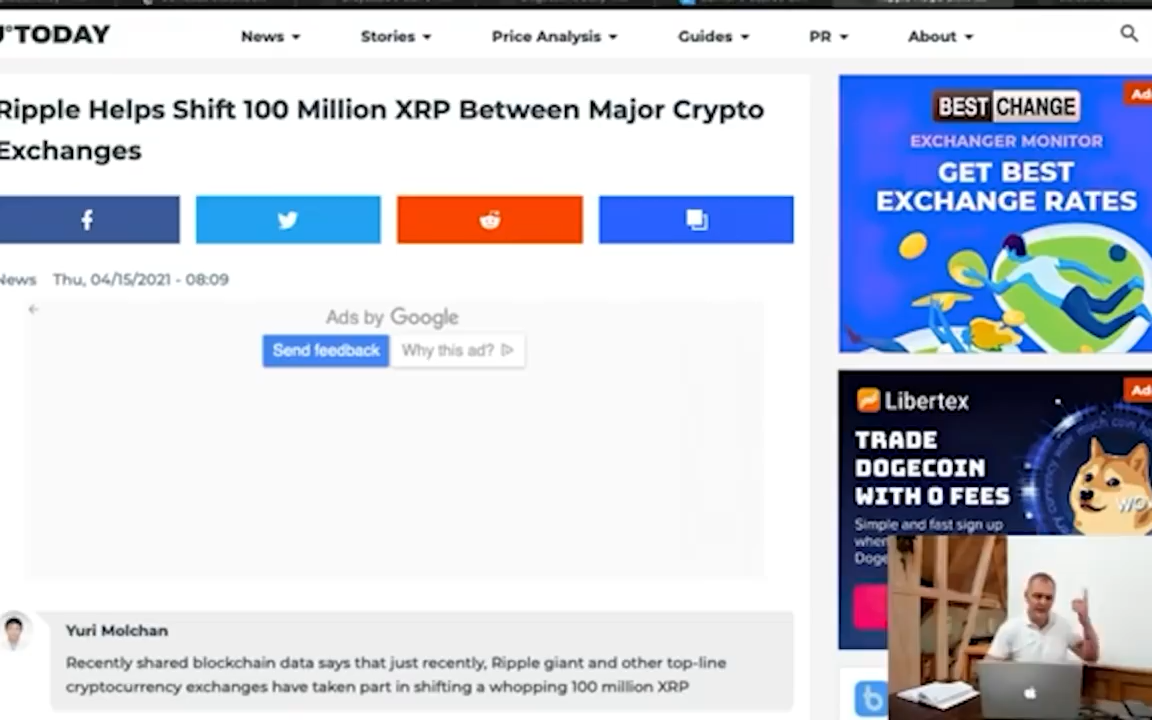 U°TODAY
News
Stories
Price Analysis
Guides
PR
About
Ripple Helps Shift 100 Million XRP Between Major Crypto
Exchanges
News Thu, 04/15/2021 - 08:09
Ads by Google
Send feedback
Why this ad?
Yuri Molchan
Recently shared blockchain data says that just recently, Ripple giant and other top-line
cryptocurrency exchanges have taken part in shifting a whopping 100 million XRP
Ad
BEST CHANGE
EXCHANGER MONITOR
GET BEST
EXCHANGE RATES
Ad
Libertex
TRADE
DOGECOIN
WITH 0 FEES
Simple and fast sign up
when
Doge
WO